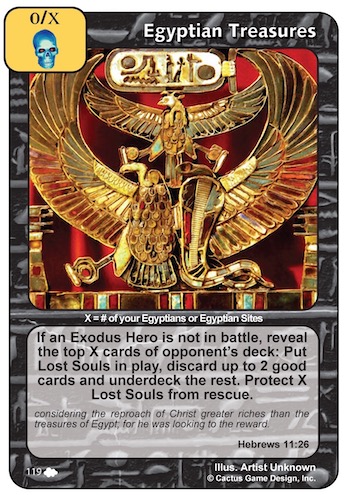 0/X
Egyptian Treasures
X = # of your Egyptians or Egyptian Sites
If an Exodus Hero is not in battle, reveal
the top X cards of opponent's deck: Put
Lost Souls in play, discard up to 2 good
cards and underdeck the rest. Protect X
Lost Souls from rescue.
considering the reproach of Christ greater riches than the
treasures of Egypt; for he was looking to the reward.
Hebrews 11:26
119
Illus. Artist Unknown
© Cactus Game Design, Inc.